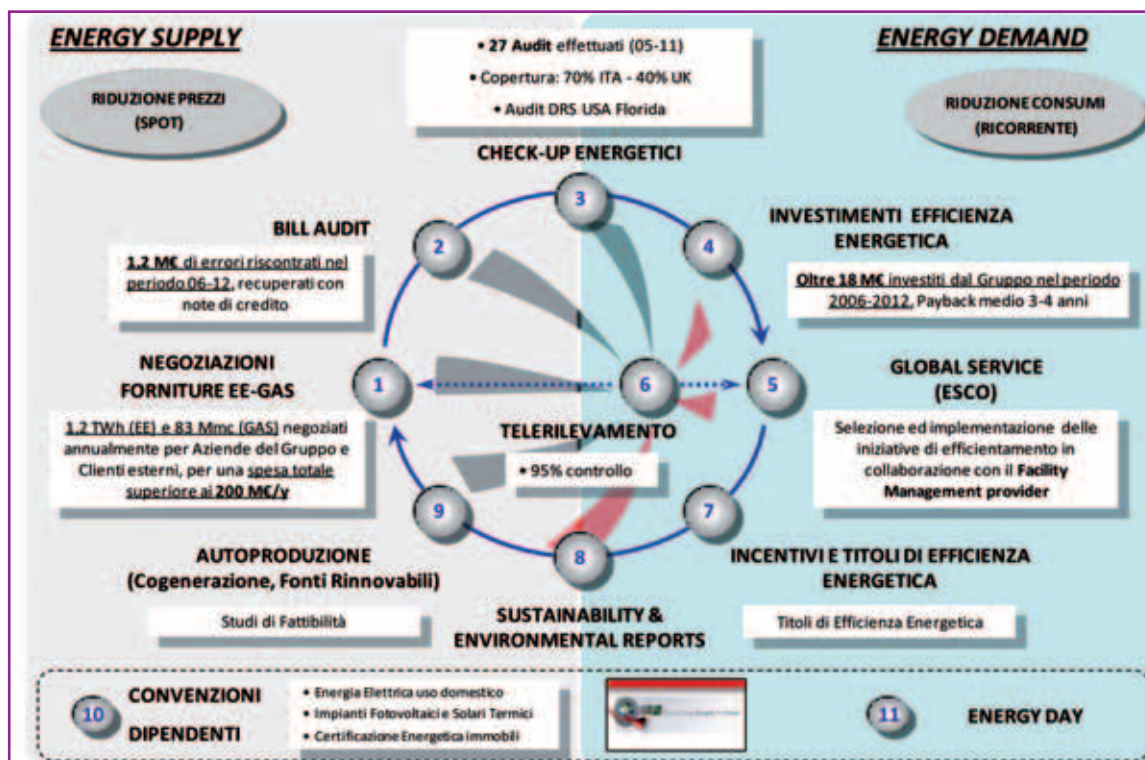 ENERGY SUPPLY
RIDUZIONE PREZZI
(SPOT)
• 27 Audit effettuati (05-11)
• Copertura: 70% ITA - 40% UK
• Audit DRS USA Florida
ENERGY DEMAND
RIDUZIONE CONSUMI
(RICORRENTE)
CHECK-UP ENERGETICI
3
BILL AUDIT
2
1,2 M€ di errori riscontrati nel
periodo 06-12, recuperati con
note di credito
4
INVESTIMENTI EFFICIENZA
ENERGETICA
Oltre 18 M€ investiti dal Gruppo nel periodo
2006-2012. Payback medio 3-4 anni
NEGOZIAZIONI
FORNITURE EE-GAS
1
1,2 TWh (EE) e 83 Mmc (GAS) negoziati
annualmente per Aziende del Gruppo e
Clienti esterni, per una spesa totale
superiore ai 200 M€/y
6
TELERILEVAMENTO
• 95% controllo
5
GLOBAL SERVICE
(ESCO)
Selezione ed implementazione delle
iniziative di efficientamento in
collaborazione con il Facility
Management provider
9
AUTOPRODUZIONE
(Cogenerazione, Fonti Rinnovabili)
Studi di Fattibilità
8
SUSTAINABILITY &
ENVIRONMENTAL REPORTS
7
INCENTIVI E TITOLI DI EFFICIENZA
ENERGETICA
Titoli di Efficienza Energetica
10
CONVENZIONI
DIPENDENTI
• Energia Elettrica uso domestico
• Impianti Fotovoltaici e Solari Termici
• Certificazione Energetica immobili
11
ENERGY DAY